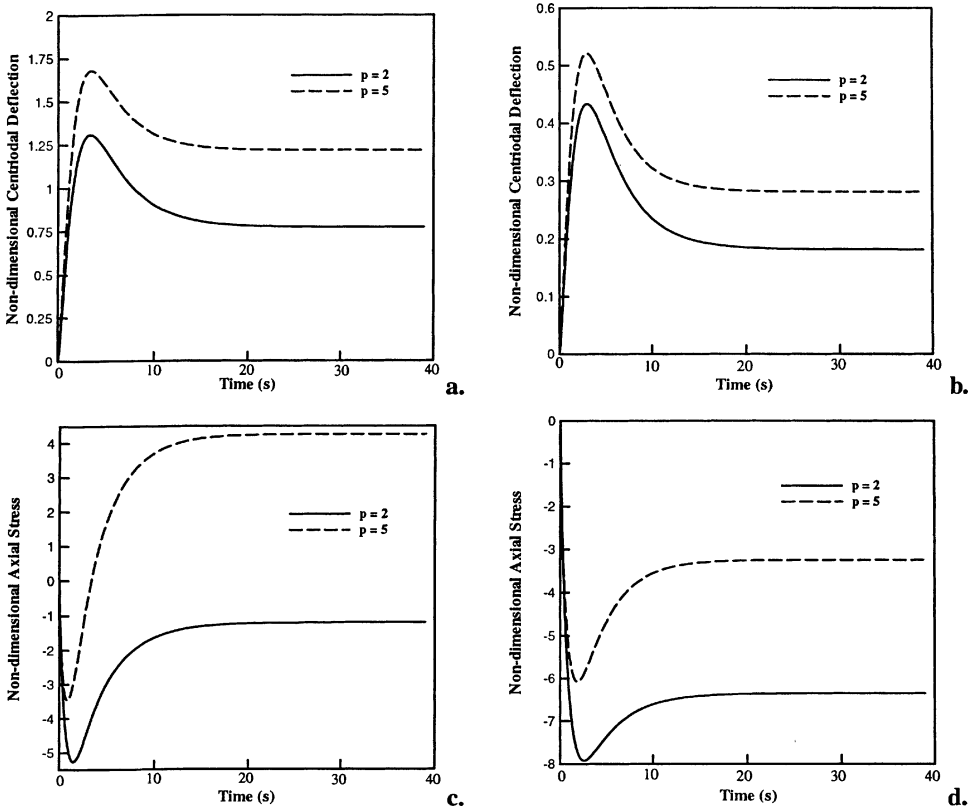 2
1.75
1.5
1.25
1
0.75
0.5
0.25
0
Non-dimensional Centriodal Deflection
p = 2
p = 5
0 10 20 30 40
Time (s)
a.
0.6
0.5
0.4
0.3
0.2
0.1
0
Non-dimensional Centriodal Deflection
p = 2
p = 5
0 10 20 30 40
Time (s)
b.
4
3
2
1
0
-1
-2
-3
-4
-5
Non-dimensional Axial Stress
p = 2
p = 5
0 10 20 30 40
Time (s)
c.
0
-1
-2
-3
-4
-5
-6
-7
-8
Non-dimensional Axial Stress
p = 2
p = 5
0 10 20 30 40
Time (s)
d.